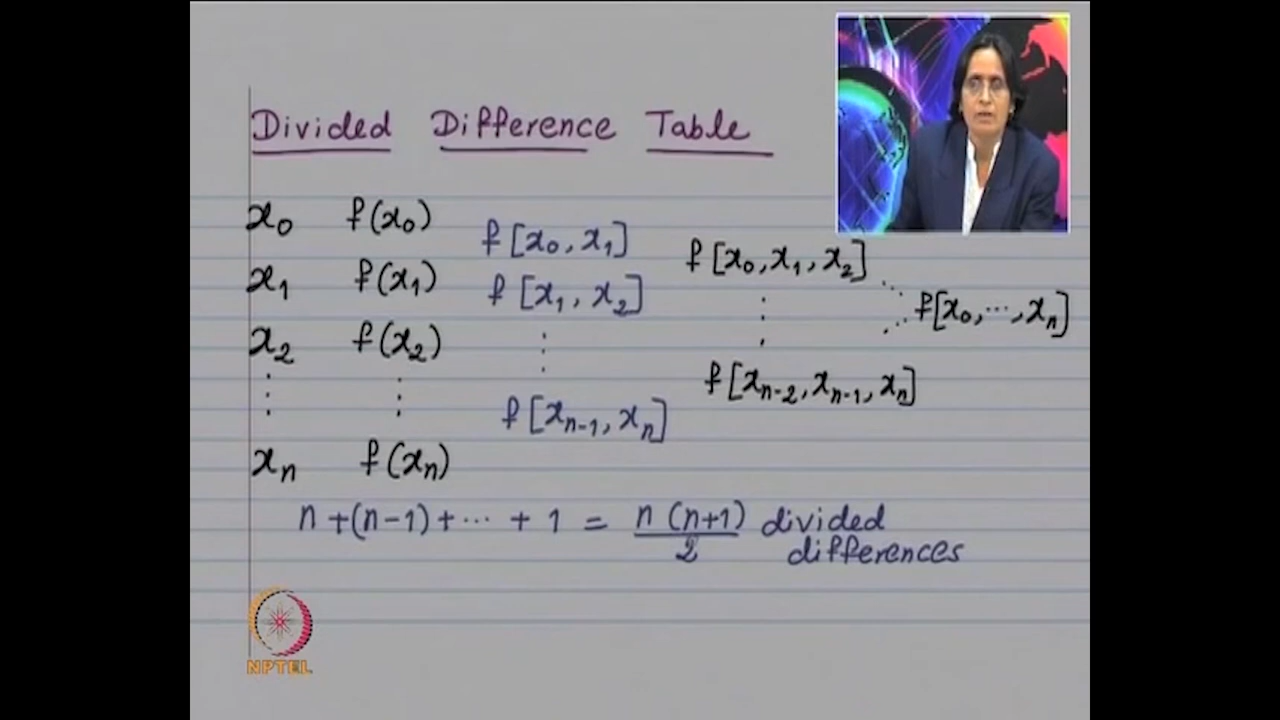 Divided Difference Table
x₀ f(x₀)
f[x₀, x₁]
f[x₀, x₁, x₂]
x₁ f(x₁)
f[x₁, x₂]
f[x₀, ⋯, xₙ]
x₂ f(x₂)
⋮ ⋮ ⋮ ⋮
f[xₙ₋₂, xₙ₋₁, xₙ]
f[xₙ₋₁, xₙ]
xₙ f(xₙ)
n + (n-1) + ⋯ + 1 = n(n+1)/2 divided
differences
NPTEL